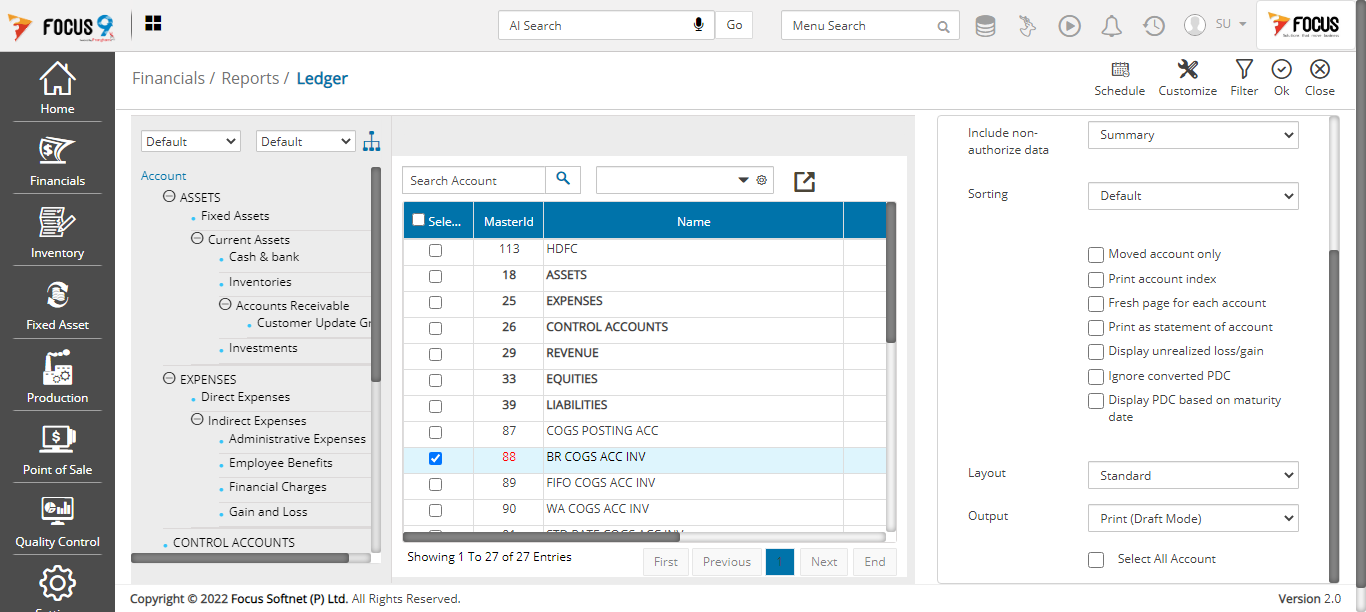 FOCUS 9
AI Search
Go
Menu Search
SU
FOCUS
Home
Financials
Inventory
Fixed Asset
Production
Point of Sale
Quality Control
Financials / Reports / Ledger
Schedule
Customize
Filter
Ok
Close
Default
Default
Account
ASSETS
Fixed Assets
Current Assets
Cash & bank
Inventories
Accounts Receivable
Customer Update Gr
Investments
EXPENSES
Direct Expenses
Indirect Expenses
Administrative Expenses
Employee Benefits
Financial Charges
Gain and Loss
CONTROL ACCOUNTS
Search Account
Sele... MasterId Name
113 HDFC
18 ASSETS
25 EXPENSES
26 CONTROL ACCOUNTS
29 REVENUE
33 EQUITIES
39 LIABILITIES
87 COGS POSTING ACC
88 BR COGS ACC INV
89 FIFO COGS ACC INV
90 WA COGS ACC INV
91 STD RATE COGS ACC INV
Showing 1 To 27 of 27 Entries
First Previous 1 Next End
Include non-
authorize data
Summary
Sorting
Default
Moved account only
Print account index
Fresh page for each account
Print as statement of account
Display unrealized loss/gain
Ignore converted PDC
Display PDC based on maturity
date
Layout
Standard
Output
Print (Draft Mode)
Select All Account
Copyright © 2022 Focus Softnet (P) Ltd. All Rights Reserved.
Version 2.0